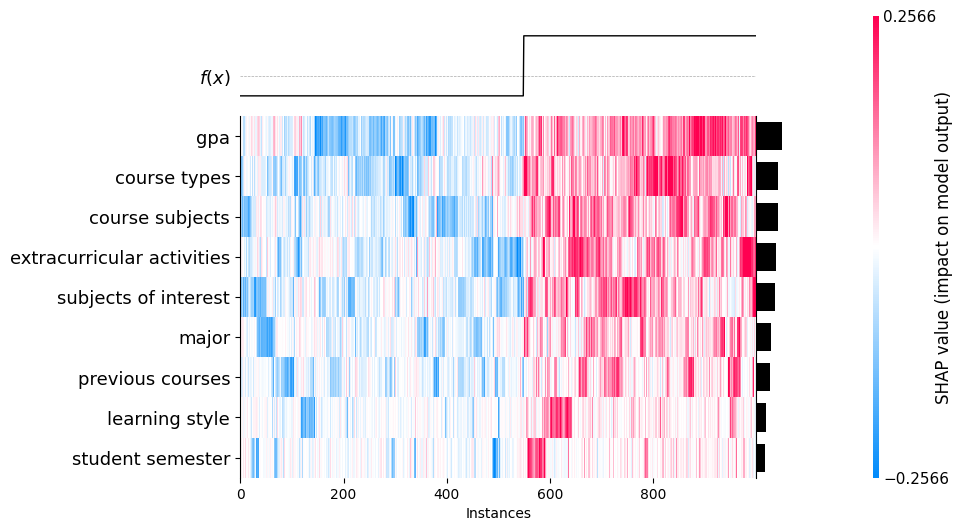 0.2566
f(x)
gpa
course types
course subjects
extracurricular activities
subjects of interest
major
previous courses
learning style
student semester
0 200 400 600 800
Instances
SHAP value (impact on model output)
−0.2566